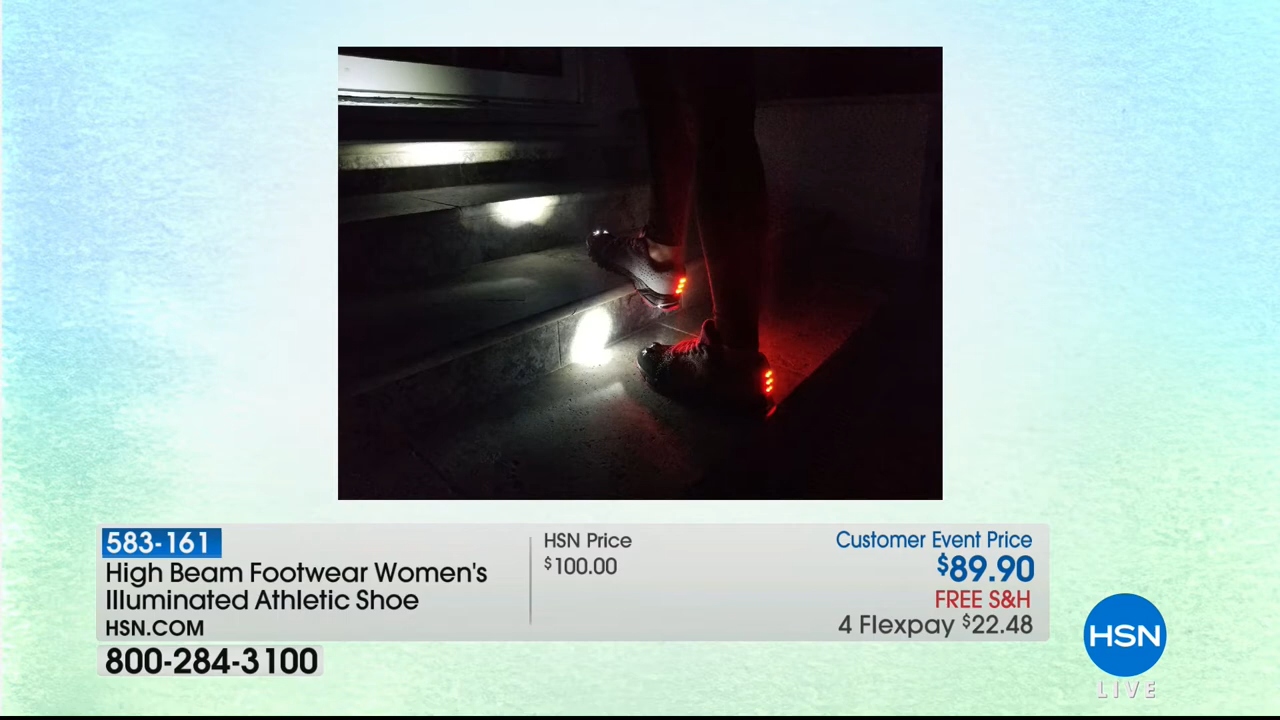 583-161
High Beam Footwear Women's
Illuminated Athletic Shoe
HSN.COM
800-284-3100
HSN Price
$100.00
Customer Event Price
$89.90
FREE S&H
4 Flexpay $22.48
HSN
LIVE